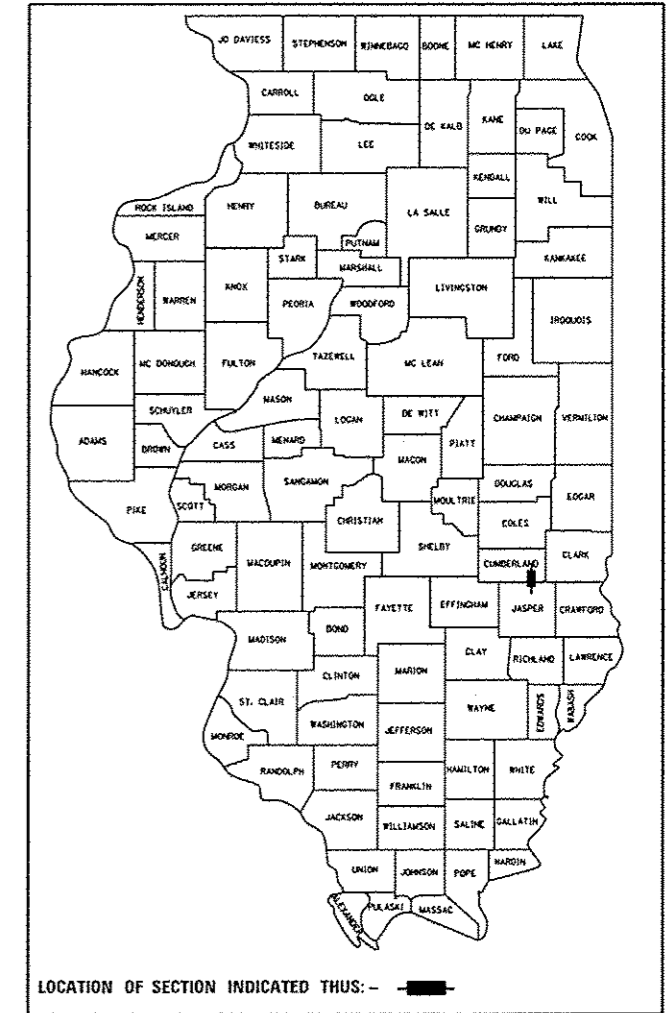 JO DAVIESS STEPHENSON WINNEBAGO BOONE MC HENRY LAKE
CARROLL OGLE DE KALB KANE DU PAGE COOK
WHITESIDE LEE
KENDALL
ROCK ISLAND HENRY BUREAU LA SALLE GRUNDY WILL
MERCER PUTNAM
STARK MARSHALL KANKAKEE
HENDERSON WARREN KNOX PEORIA WOODFORD LIVINGSTON IROQUOIS
HANCOCK MC DONOUGH FULTON TAZEWELL MC LEAN FORD
SCHUYLER MASON
ADAMS BROWN CASS MENARD LOGAN DE WITT PIATT CHAMPAIGN VERMILION
MACON
PIKE SCOTT MORGAN SANGAMON MOULTRIE DOUGLAS EDGAR
CHRISTIAN COLES
CALHOUN GREENE MACOUPIN MONTGOMERY SHELBY CUMBERLAND CLARK
JERSEY FAYETTE EFFINGHAM JASPER CRAWFORD
MADISON BOND
CLAY RICHLAND LAWRENCE
CLINTON MARION
ST. CLAIR WASHINGTON WAYNE EDWARDS WABASH
MONROE JEFFERSON
RANDOLPH PERRY HAMILTON WHITE
FRANKLIN
JACKSON WILLIAMSON SALINE GALLATIN
UNION JOHNSON POPE HARDIN
ALEXANDER PULASKI MASSAC
LOCATION OF SECTION INDICATED THUS: -